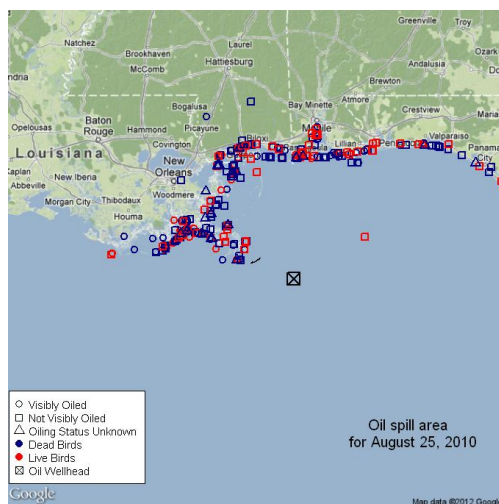 Natchez
Laurel
Greenville
Troy
Brookhaven
Hattiesburg
Andalusia
McComb
Brewton
Bogalusa
Bay Minette
Atmore
Crestview
Opelousas
Baton Rouge
Hammond
Picayune
Biloxi
Mobile
Lillian
Valparaiso
Covington
Panama City
Louisiana
New Orleans
Kaplan
New Iberia
Abbeville
Woodmere
Morgan City
Thibodaux
Houma
Visibly Oiled
Not Visibly Oiled
Oiling Status Unknown
Dead Birds
Live Birds
Oil Wellhead
Oil spill area
for August 25, 2010
Google
Map data ©2012 Google